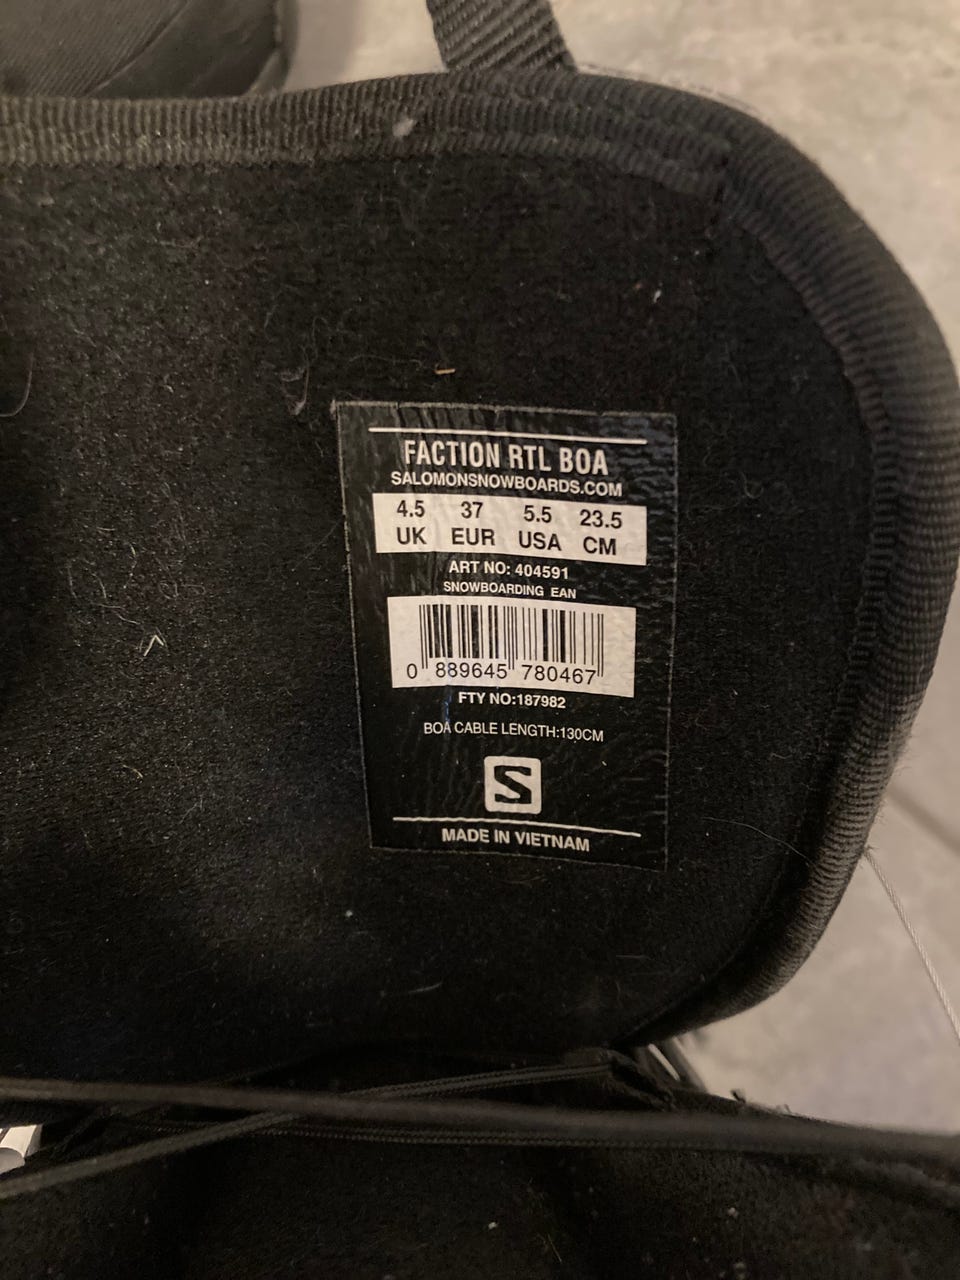 FACTION RTL BOA
SALOMONSNOWBOARDS.COM
4.5 37 5.5 23.5
UK EUR USA CM
ART NO: 404591
SNOWBOARDING EAN
0 889645 780467
FTY NO:187982
BOA CABLE LENGTH:130CM
S
MADE IN VIETNAM